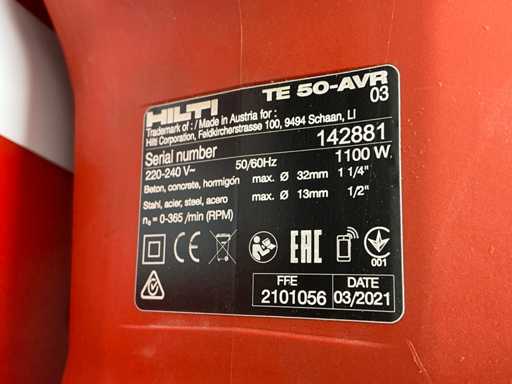 HILTI TE 50-AVR
03
Trademark of : / Made in Austria for :
Hilti Corporation, Feldkircherstrasse 100, 9494 Schaan, LI
Serial number 142881
220-240 V~ 50/60Hz 1100 W
Beton, concrete, hormigón max. Ø 32mm 1 1/4"
Stahl, acier, steel, acero max. Ø 13mm 1/2"
n₀ = 0-365 /min (RPM)
EAC
001
DATE
2101056 03/2021